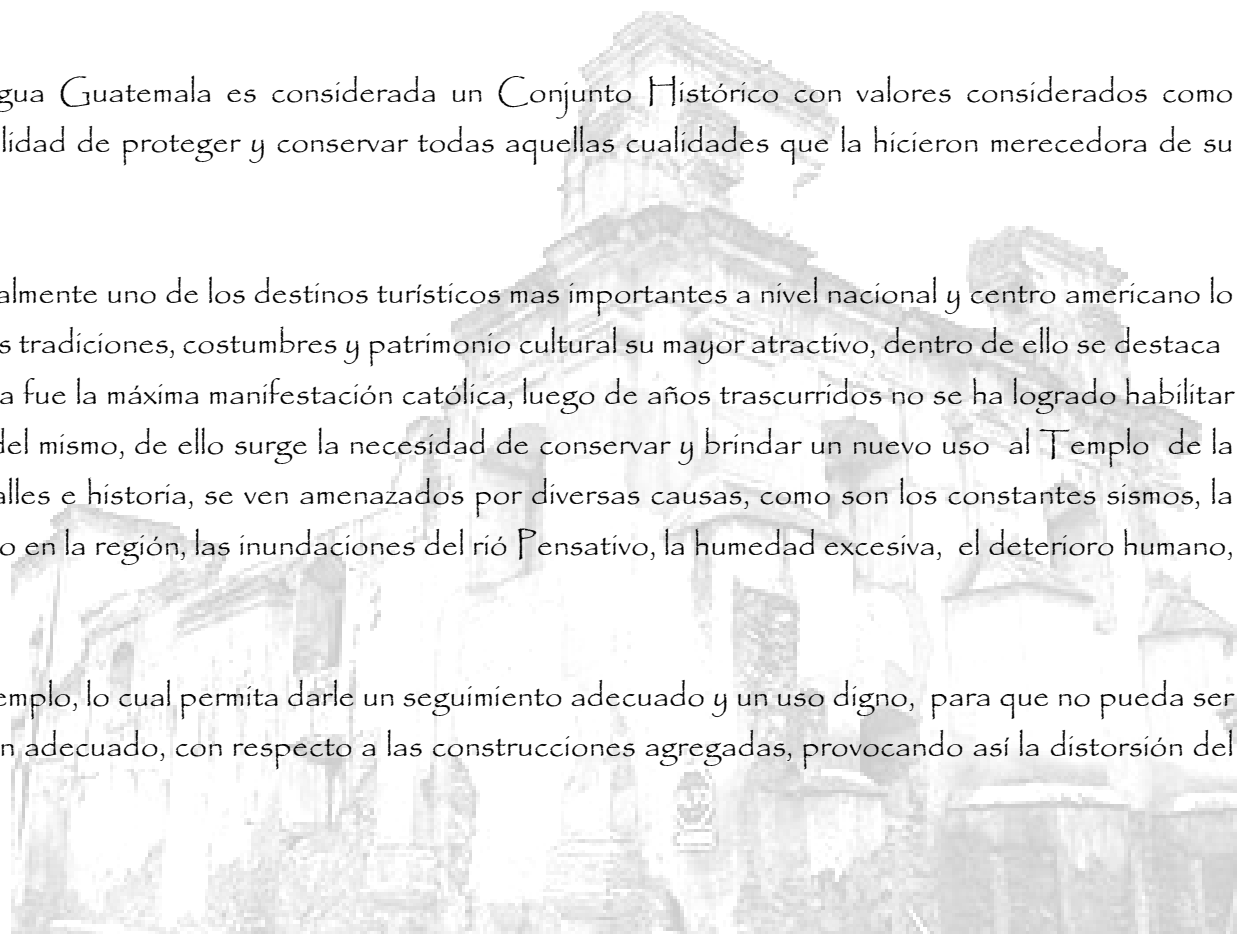 gua Guatemala es considerada un Conjunto Histórico con valores considerados como
lidad de proteger y conservar todas aquellas cualidades que la hicieron merecedora de su
almente uno de los destinos turísticos mas importantes a nivel nacional y centro americano lo
s tradiciones, costumbres y patrimonio cultural su mayor atractivo, dentro de ello se destaca
a fue la máxima manifestación católica, luego de años trascurridos no se ha logrado habilitar
del mismo, de ello surge la necesidad de conservar y brindar un nuevo uso al Templo de la
alles e historia, se ven amenazados por diversas causas, como son los constantes sismos, la
o en la región, las inundaciones del rió Pensativo, la humedad excesiva, el deterioro humano,
emplo, lo cual permita darle un seguimiento adecuado y un uso digno, para que no pueda ser
n adecuado, con respecto a las construcciones agregadas, provocando así la distorsión del